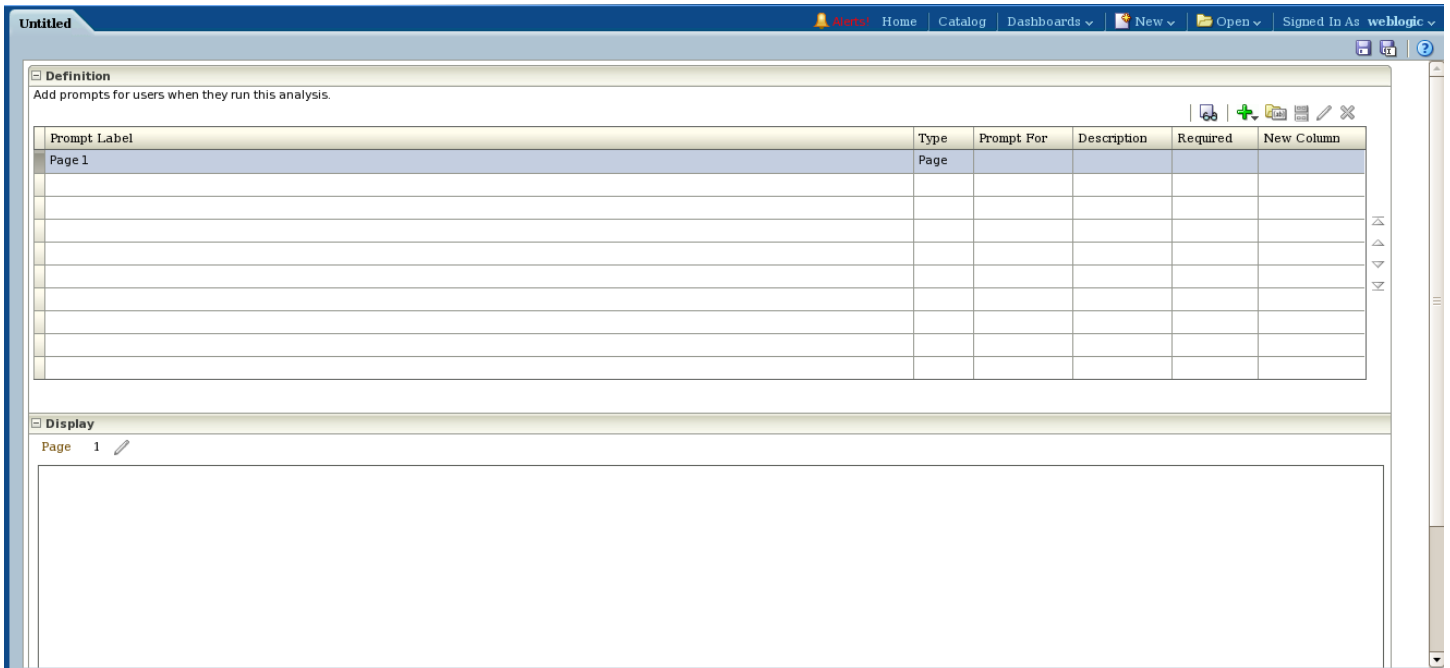 Untitled
Alerts! Home Catalog Dashboards New Open Signed In As weblogic
Definition
Add prompts for users when they run this analysis.
Prompt Label Type Prompt For Description Required New Column
Page 1 Page
Display
Page 1